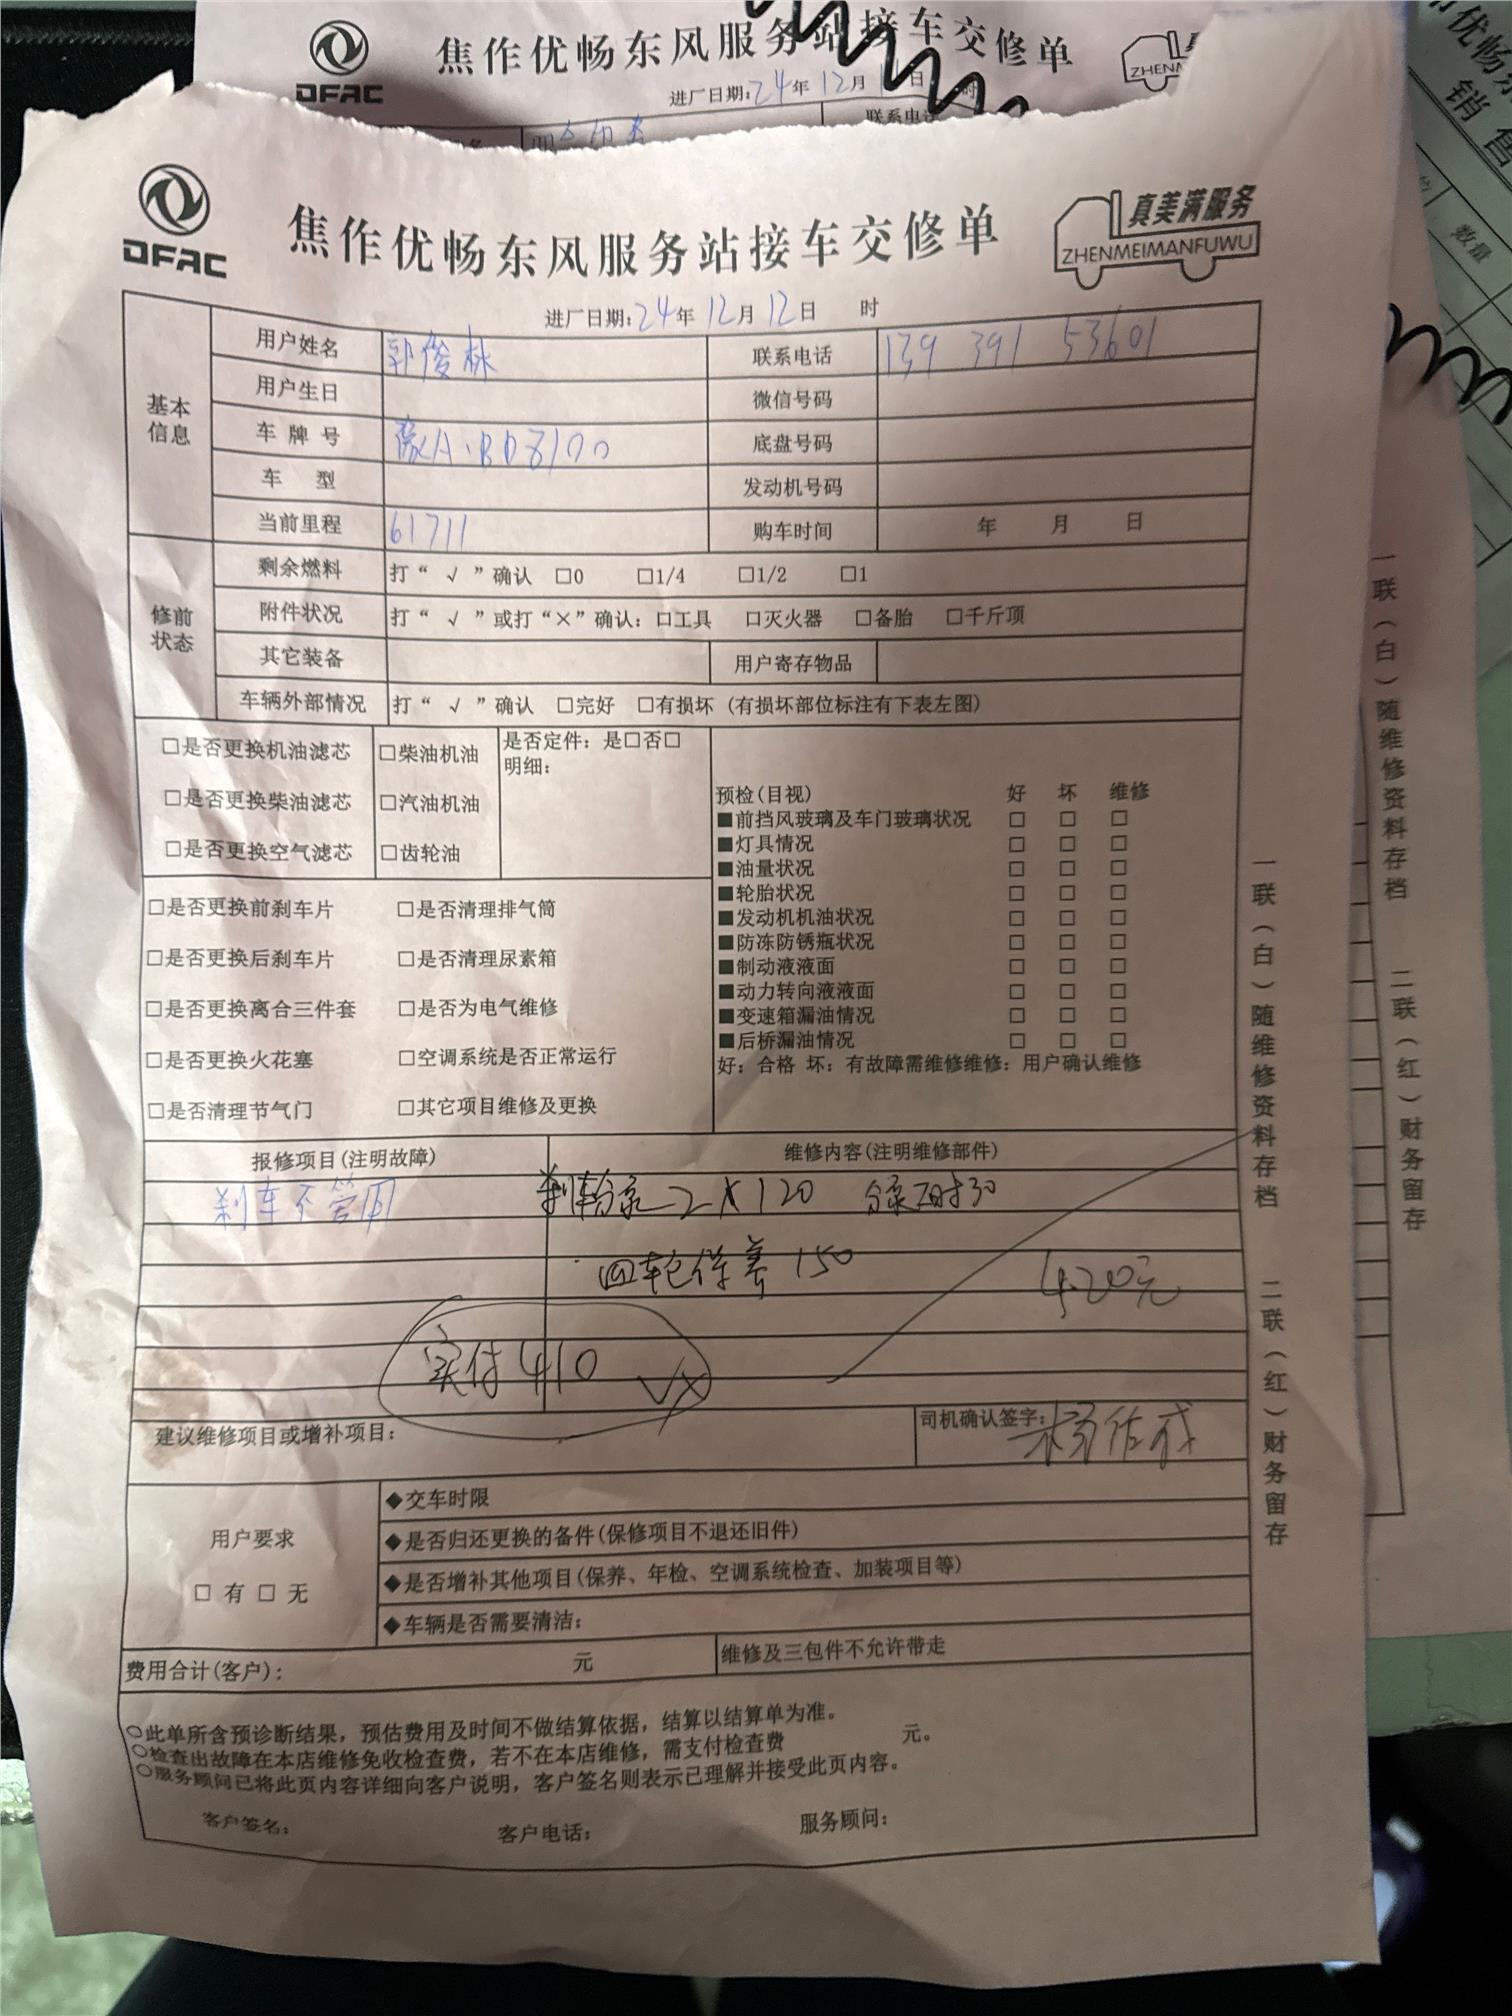 焦作优畅东风服务站接车交修单
DFAC
进厂日期:24年12月1日 时
联系电话
销售
数量
DFAC
焦作优畅东风服务站接车交修单
真美满服务
ZHENMEIMANFUWU
进厂日期:24年12月12日 时
基本信息
用户姓名 郭俊林 联系电话 139 391 53601
用户生日 微信号码
车牌号 豫A·BD8100 底盘号码
车 型 发动机号码
当前里程 61711 购车时间 年 月 日
修前状态
剩余燃料 打“√”确认 □0 □1/4 □1/2 □1
附件状况 打“√”或打“×”确认: □工具 □灭火器 □备胎 □千斤顶
其它装备 用户寄存物品
车辆外部情况 打“√”确认 □完好 □有损坏 (有损坏部位标注有下表左图)
□是否更换机油滤芯 □柴油机油 是否定件: 是□否□
明细:
□是否更换柴油滤芯 □汽油机油
□是否更换空气滤芯 □齿轮油
预检(目视) 好 坏 维修
■前挡风玻璃及车门玻璃状况 □ □ □
■灯具情况 □ □ □
■油量状况 □ □ □
■轮胎状况 □ □ □
■发动机机油状况 □ □ □
■防冻防锈瓶状况 □ □ □
■制动液液面 □ □ □
■动力转向液液面 □ □ □
■变速箱漏油情况 □ □ □
■后桥漏油情况 □ □ □
好: 合格 坏: 有故障需维修维修: 用户确认维修
□是否更换前刹车片 □是否清理排气筒
□是否更换后刹车片 □是否清理尿素箱
□是否更换离合三件套 □是否为电气维修
□是否更换火花塞 □空调系统是否正常运行
□是否清理节气门 □其它项目维修及更换
报修项目(注明故障) 维修内容(注明维修部件)
刹车不管用 刹车分泵 2×120 分泵工时30
四轮保养 150
420元
实付410
建议维修项目或增补项目:
司机确认签字:
用户要求
□ 有 □ 无
◆交车时限
◆是否归还更换的备件(保修项目不退还旧件)
◆是否增补其他项目(保养、年检、空调系统检查、加装项目等)
◆车辆是否需要清洁:
费用合计(客户): 元 维修及三包件不允许带走
○此单所含预诊断结果, 预估费用及时间不做结算依据, 结算以结算单为准。
○检查出故障在本店维修免收检查费, 若不在本店维修, 需支付检查费 元。
○服务顾问已将此页内容详细向客户说明, 客户签名则表示已理解并接受此页内容。
客户签名: 客户电话: 服务顾问:
一联(白)随维修资料存档 二联(红)财务留存
一联(白)随维修资料存档 二联(红)财务留存